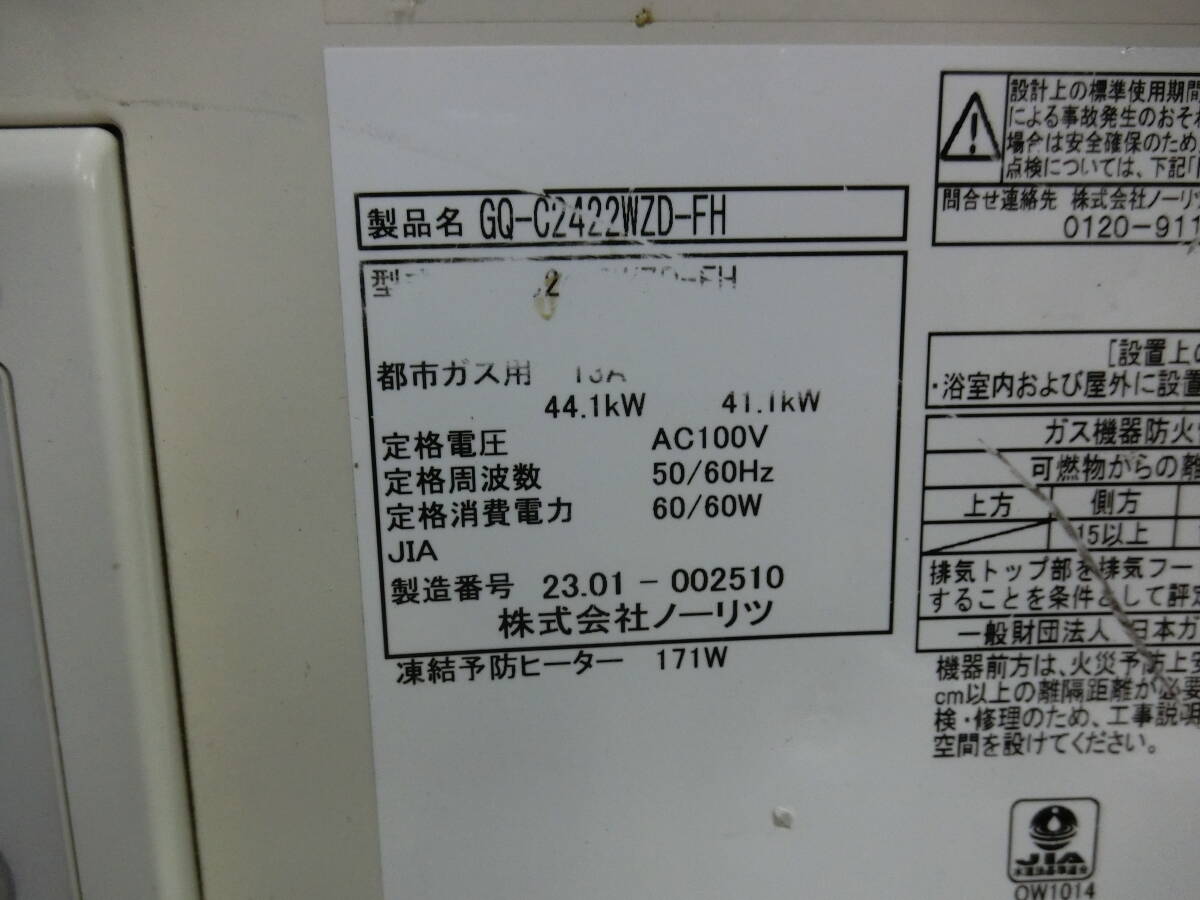 製品名 GQ-C2422WZD-FH
WZD-FH
都市ガス用 13A
44.1kW 41.1kW
定格電圧 AC100V
定格周波数 50/60Hz
定格消費電力 60/60W
JIA
製造番号 23.01-002510
株式会社ノーリツ
凍結予防ヒーター 171W
設計上の標準使用期間
による事故発生のおそれ
場合は安全確保のため、
点検については、下記「
問合せ連絡先 株式会社ノーリツ
0120-911
[設置上の
・浴室内および屋外に設置
ガス機器防火
可燃物からの離
上方 側方
15以上
排気トップ部を排気フー
することを条件として評
一般財団法人 日本ガ
機器前方は、火災予防上安
cm以上の離隔距離が必要
検・修理のため、工事説明
空間を設けてください。
JIA
QW1014